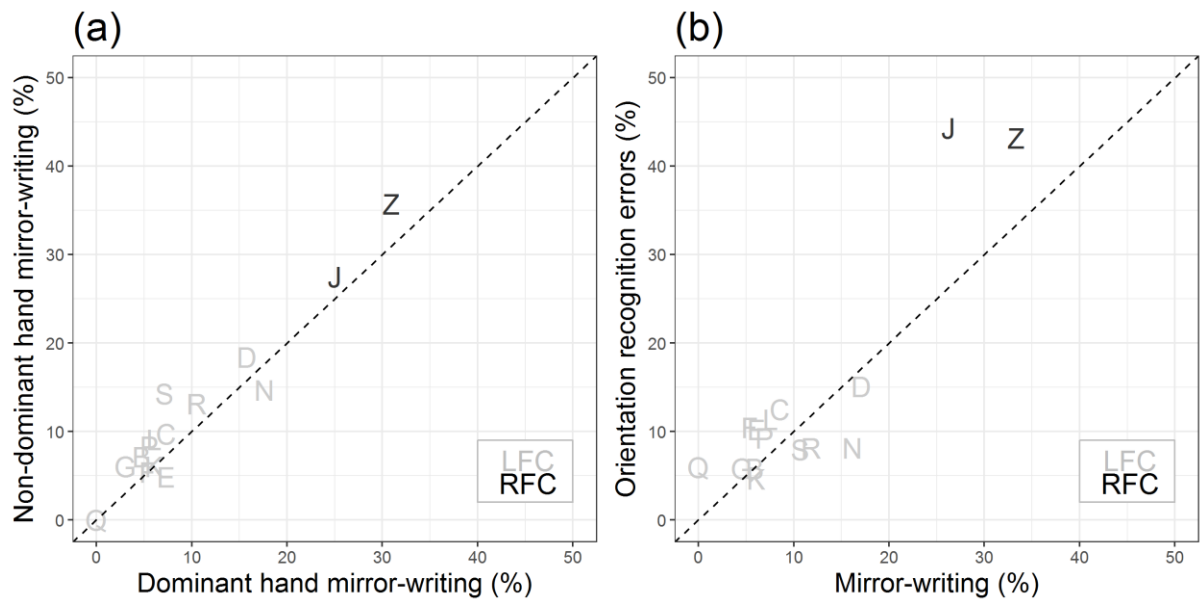 (a)
Non-dominant hand mirror-writing (%)
50
40
30
20
10
0
Z
J
D
N
S
R
C
G
E
Q
LFC
RFC
0 10 20 30 40 50
Dominant hand mirror-writing (%)
(b)
Orientation recognition errors (%)
50
40
30
20
10
0
J
Z
D
C
N
S
R
Q
G
K
LFC
RFC
0 10 20 30 40 50
Mirror-writing (%)